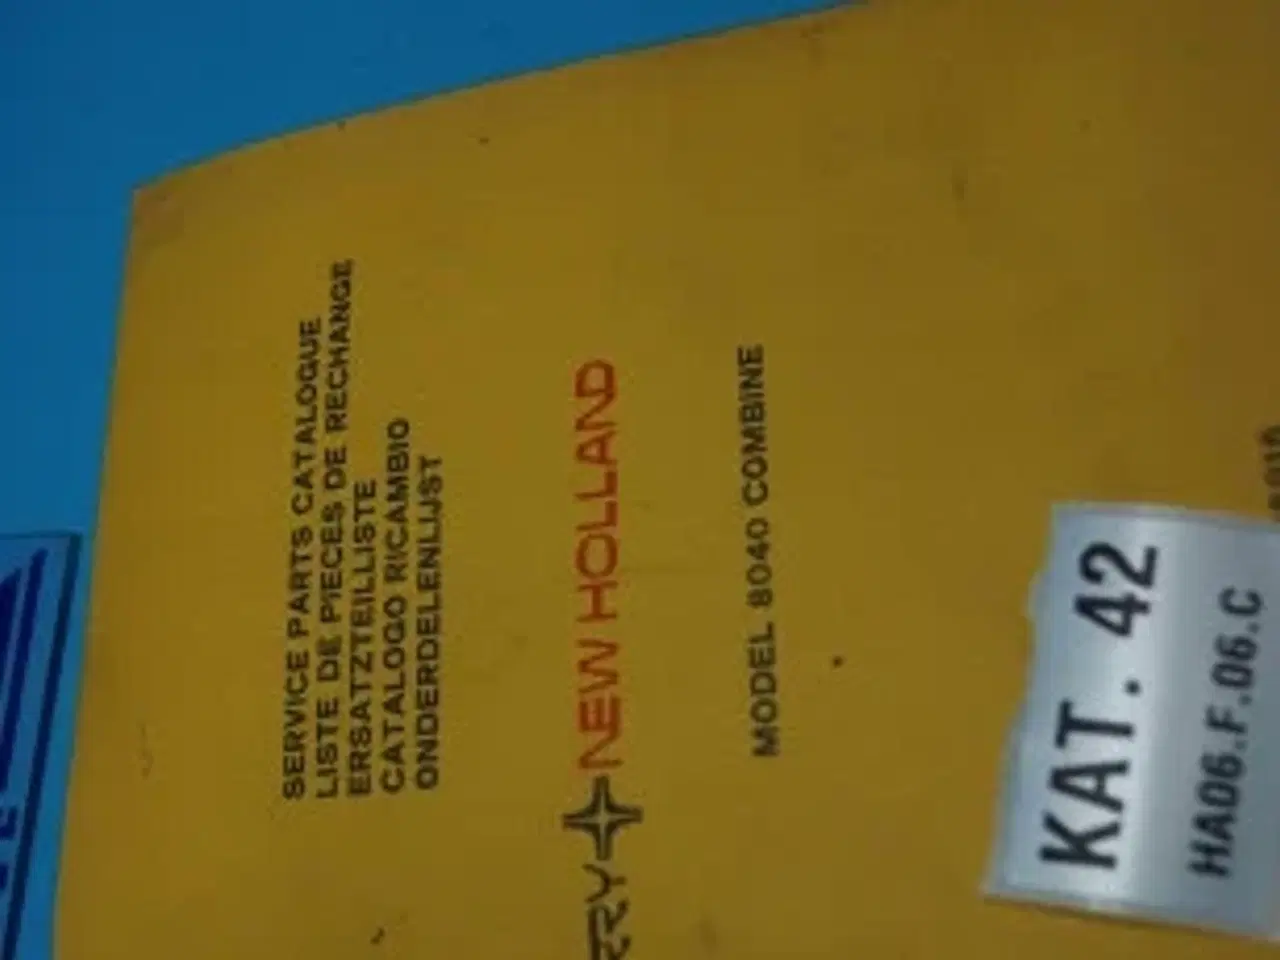 SERVICE PARTS CATALOGUE
LISTE DE PIECES DE RECHANGE
ERSATZTEILLISTE
CATALOGO RICAMBIO
ONDERDELENLIJST
NEW HOLLAND
MODEL 8040 COMBINE
KAT. 42
HA06.F.06.C